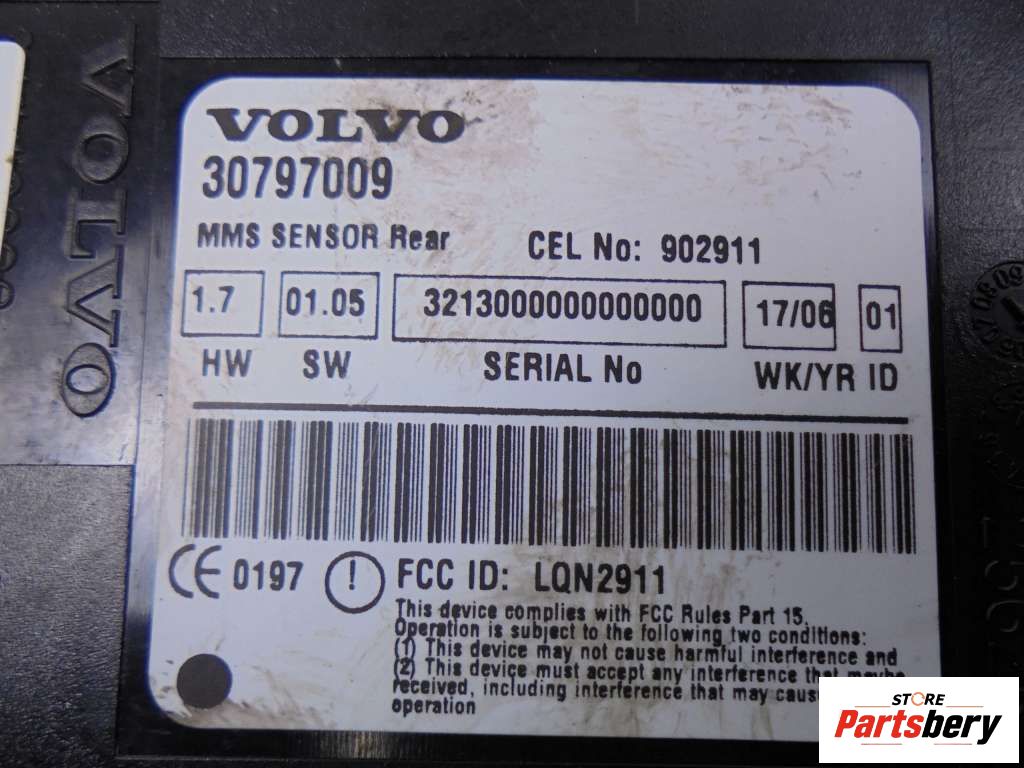 VOLVO
VOLVO
30797009
MMS SENSOR Rear CEL No: 902911
1.7 01.05 3213000000000000 17/06 01
HW SW SERIAL No WK/YR ID
CE 0197 ! FCC ID: LQN2911
This device complies with FCC Rules Part 15.
Operation is subject to the following two conditions:
(1) This device may not cause harmful interference and
(2) This device must accept any interference that maybe
received, including interference that may
operation
STORE
Partsbery